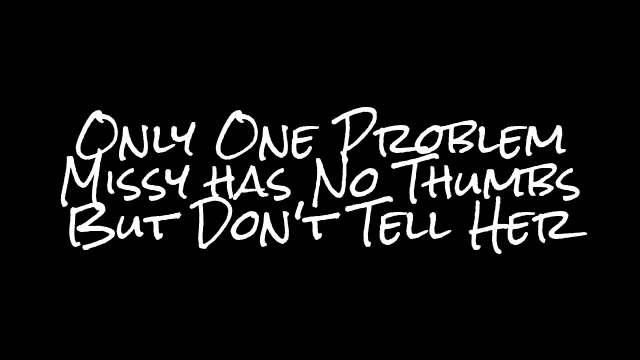 Only One Problem
Missy has No Thumbs
But Don't Tell Her